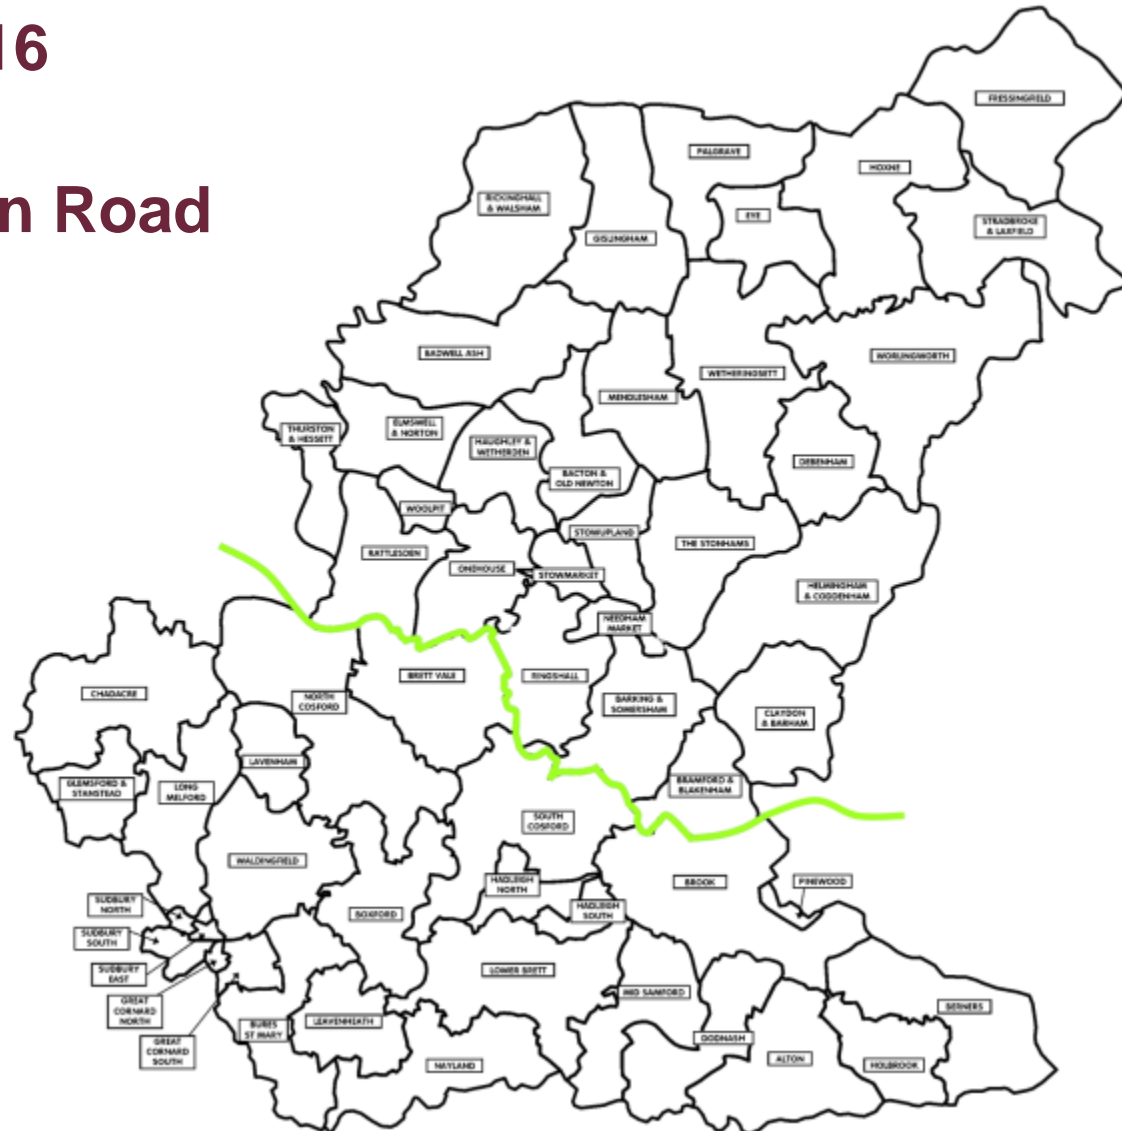 16
n Road
FRESSINGFIELD
PALGRAVE
HOXNE
RICKINGHALL
& WALSHAM
EYE
STRADBROKE
& LAXFIELD
GISLINGHAM
BADWELL ASH
WORLINGWORTH
WETHERINGSETT
MENDLESHAM
THURSTON
& HESSETT
ELMSWELL
& NORTON
HAUGHLEY &
WETHERDEN
DEBENHAM
BACTON &
OLD NEWTON
WOOLPIT
STOWUPLAND
THE STONHAMS
RATTLESDEN
ONEHOUSE
STOWMARKET
HELMINGHAM
& CODDENHAM
NEEDHAM
MARKET
BRETT VALE
RINGSHALL
CHADACRE
NORTH
COSFORD
BARKING &
SOMERSHAM
CLAYDON
& BARHAM
LAVENHAM
GLEMSFORD &
STANSTEAD
LONG
MELFORD
BRAMFORD &
BLAKENHAM
SOUTH
COSFORD
WALDINGFIELD
HADLEIGH
NORTH
BROOK
PINEWOOD
SUDBURY
NORTH
BOXFORD
HADLEIGH
SOUTH
SUDBURY
SOUTH
SUDBURY
EAST
LOWER BRETT
MID SAMFORD
GREAT
CORNARD
NORTH
BERNERS
BURES
ST MARY
LEAVENHEATH
DODNASH
GREAT
CORNARD
SOUTH
NAYLAND
ALTON
HOLBROOK